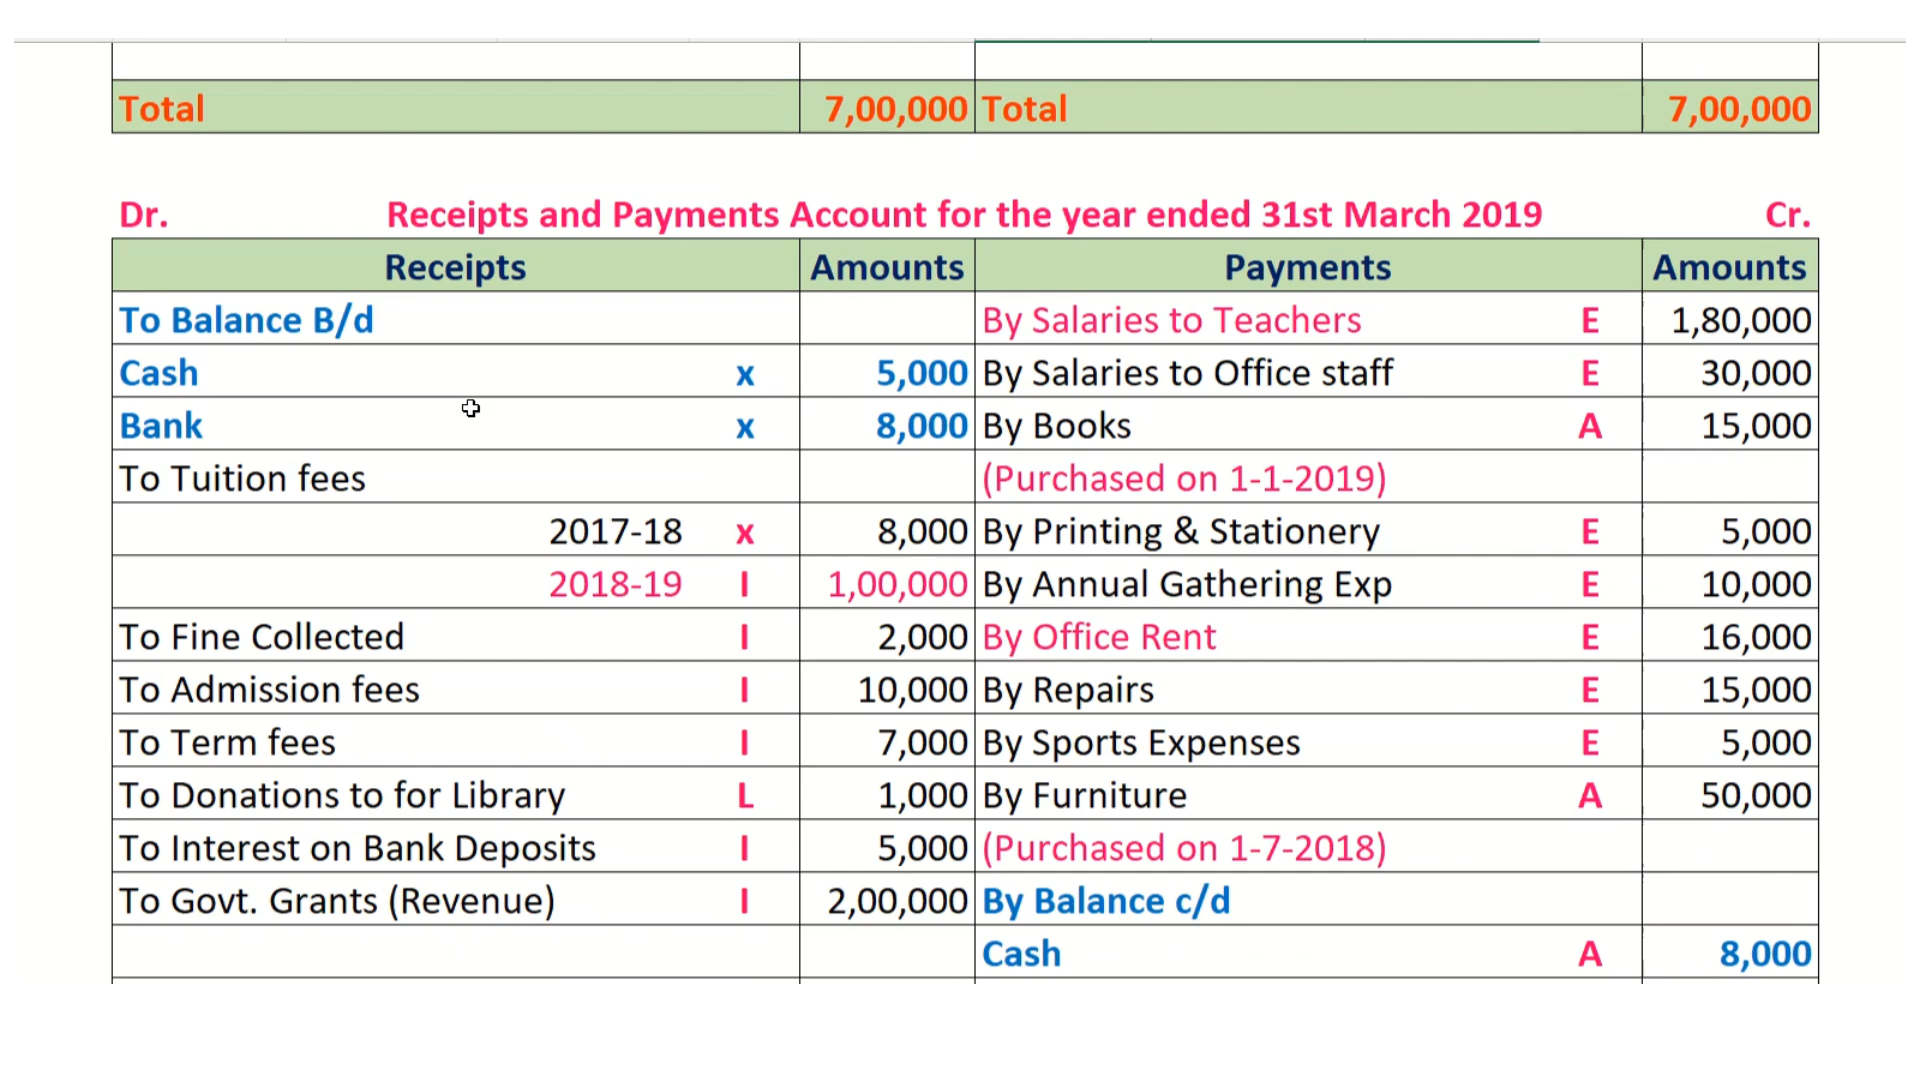 Total 7,00,000 Total 7,00,000
Dr. Receipts and Payments Account for the year ended 31st March 2019 Cr.
Receipts Amounts Payments Amounts
To Balance B/d By Salaries to Teachers E 1,80,000
Cash x 5,000 By Salaries to Office staff E 30,000
Bank x 8,000 By Books A 15,000
To Tuition fees (Purchased on 1-1-2019)
2017-18 x 8,000 By Printing & Stationery E 5,000
2018-19 I 1,00,000 By Annual Gathering Exp E 10,000
To Fine Collected I 2,000 By Office Rent E 16,000
To Admission fees I 10,000 By Repairs E 15,000
To Term fees I 7,000 By Sports Expenses E 5,000
To Donations to for Library L 1,000 By Furniture A 50,000
To Interest on Bank Deposits I 5,000 (Purchased on 1-7-2018)
To Govt. Grants (Revenue) I 2,00,000 By Balance c/d
Cash A 8,000